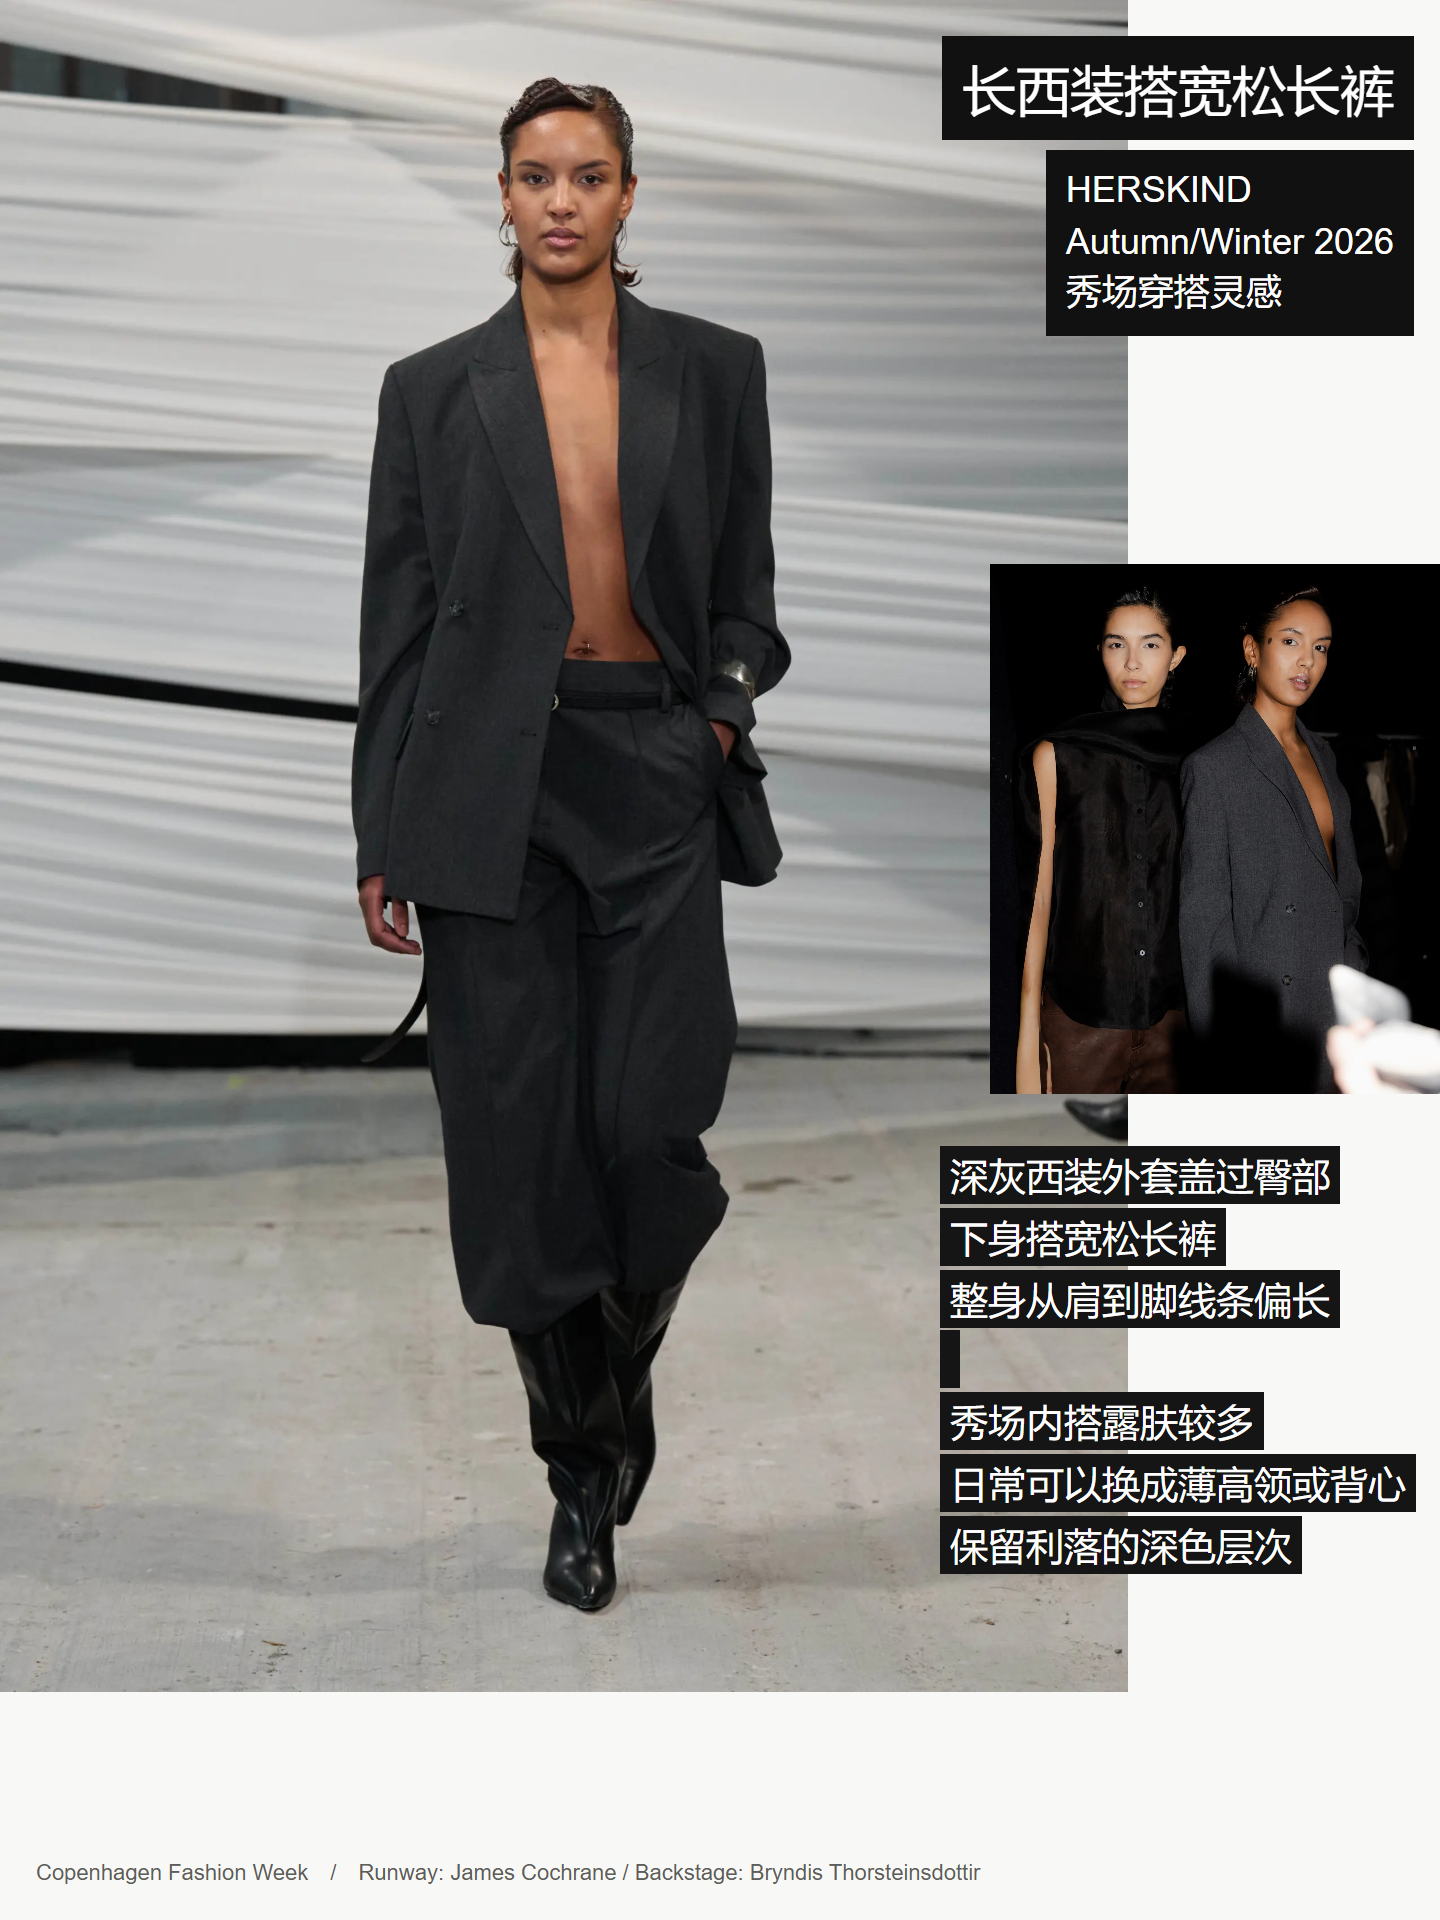 长西装搭宽松长裤
HERSKIND
Autumn/Winter 2026
秀场穿搭灵感
深灰西装外套盖过臀部
下身搭宽松长裤
整身从肩到脚线条偏长
秀场内搭露肤较多
日常可以换成薄高领或背心
保留利落的深色层次
Copenhagen Fashion Week / Runway: James Cochrane / Backstage: Bryndis Thorsteinsdottir